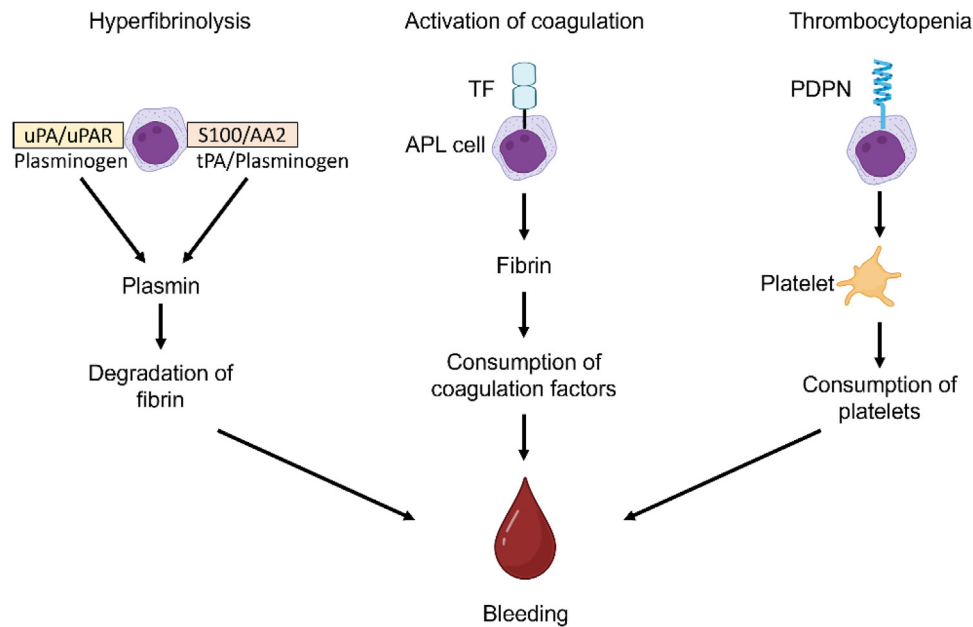 Hyperfibrinolysis
uPA/uPAR
S100/AA2
Plasminogen
tPA/Plasminogen
Plasmin
Degradation of
fibrin
Activation of coagulation
TF
APL cell
Fibrin
Consumption of
coagulation factors
Thrombocytopenia
PDPN
Platelet
Consumption of
platelets
Bleeding